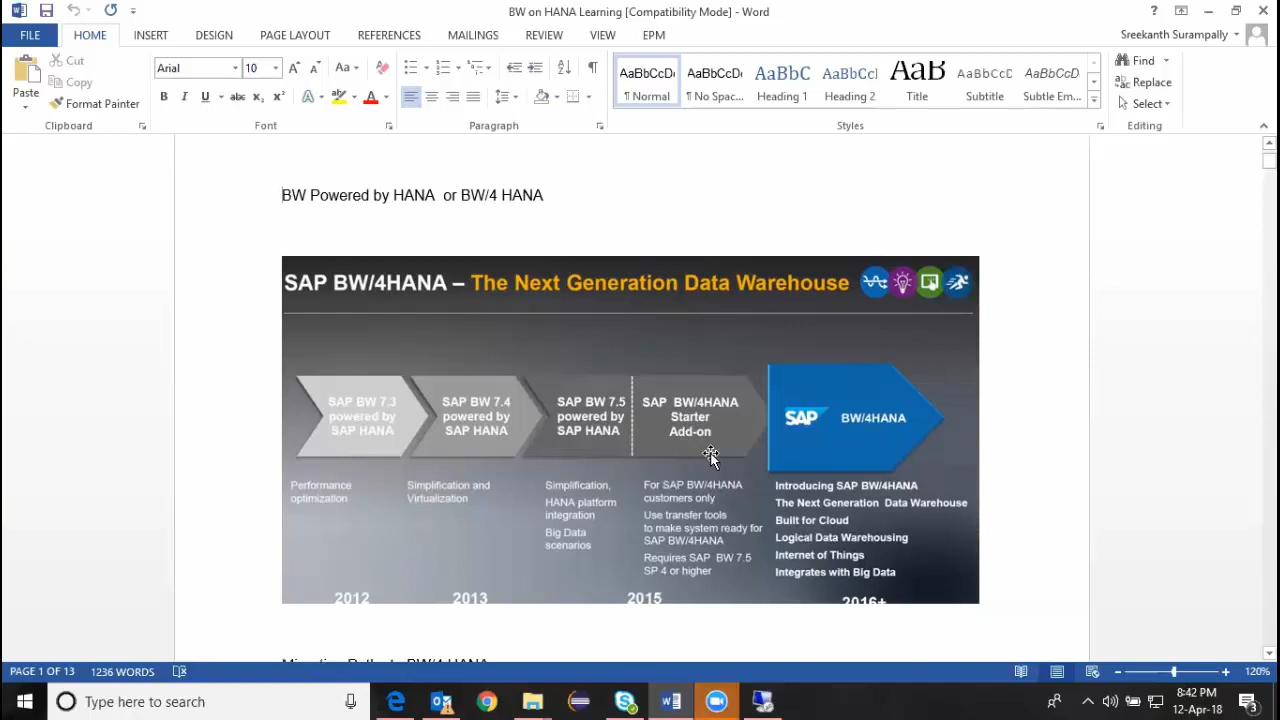 BW on HANA Learning [Compatibility Mode] - Word
FILE HOME INSERT DESIGN PAGE LAYOUT REFERENCES MAILINGS REVIEW VIEW EPM
Sreekanth Surampally
Cut
Copy
Format Painter
Paste
Clipboard
Arial 10
Font
Paragraph
AaBbCcDc AaBbCcDc AaBbC AaBbCcI AaB AaBbCcD AaBbCcD
¶ Normal ¶ No Spac... Heading 1 Heading 2 Title Subtitle Subtle Em...
Styles
Find
Replace
Select
Editing
BW Powered by HANA or BW/4 HANA
SAP BW/4HANA – The Next Generation Data Warehouse
SAP BW 7.3
powered by
SAP HANA
SAP BW 7.4
powered by
SAP HANA
SAP BW 7.5
powered by
SAP HANA
SAP BW/4HANA
Starter
Add-on
SAP BW/4HANA
Performance
optimization
Simplification and
Virtualization
Simplification,
HANA platform
integration
Big Data
scenarios
For SAP BW/4HANA
customers only
Use transfer tools
to make system ready for
SAP BW/4HANA
Requires SAP BW 7.5
SP 4 or higher
Introducing SAP BW/4HANA
The Next Generation Data Warehouse
Built for Cloud
Logical Data Warehousing
Internet of Things
Integrates with Big Data
2012 2013 2015 2016+
PAGE 1 OF 13 1236 WORDS
120%
Type here to search
8:42 PM
12-Apr-18
3